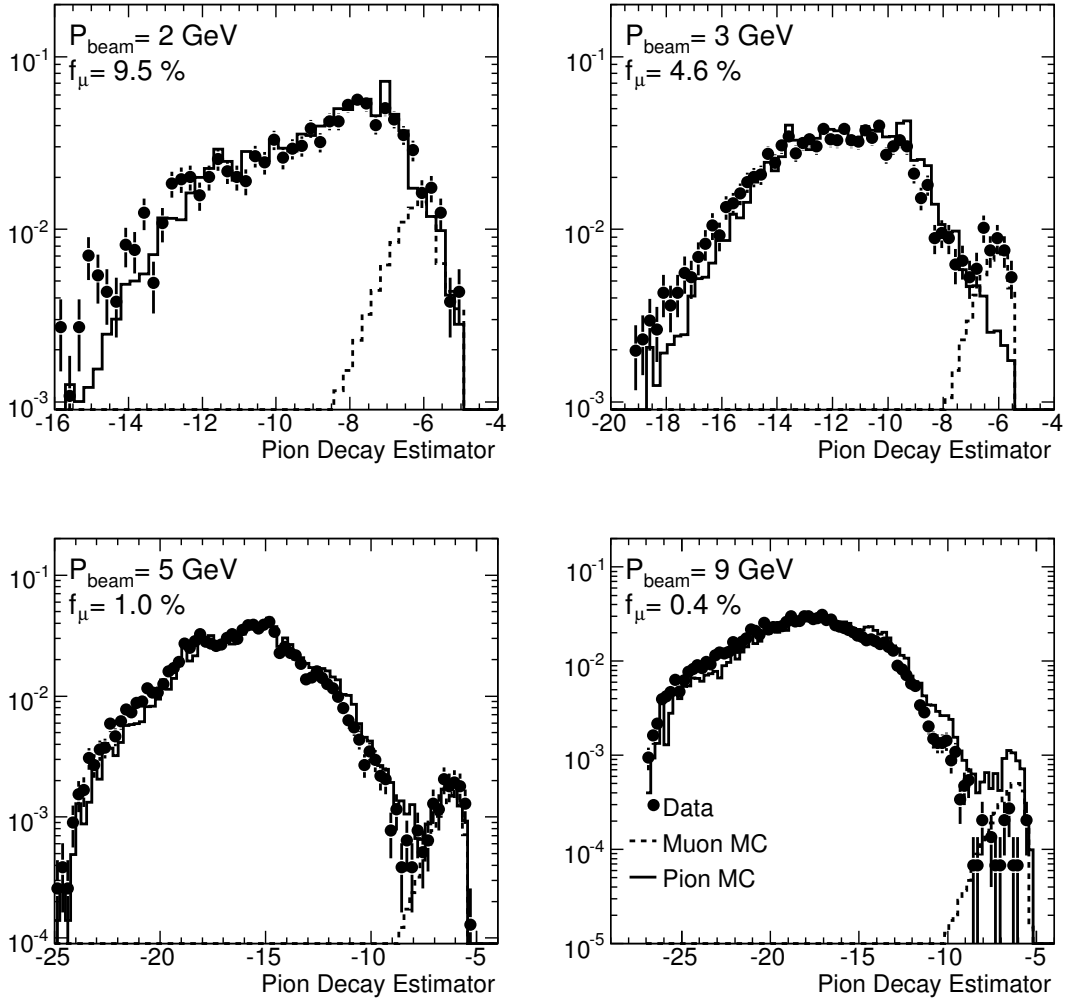 P_beam= 2 GeV
f_μ= 9.5 %
10^-1
10^-2
10^-3
-16 -14 -12 -10 -8 -6 -4
Pion Decay Estimator
P_beam= 3 GeV
f_μ= 4.6 %
10^-1
10^-2
10^-3
-20 -18 -16 -14 -12 -10 -8 -6 -4
Pion Decay Estimator
P_beam= 5 GeV
f_μ= 1.0 %
10^-1
10^-2
10^-3
10^-4
-25 -20 -15 -10 -5
Pion Decay Estimator
P_beam= 9 GeV
f_μ= 0.4 %
10^-1
10^-2
10^-3
10^-4
10^-5
Data
Muon MC
Pion MC
-25 -20 -15 -10 -5
Pion Decay Estimator